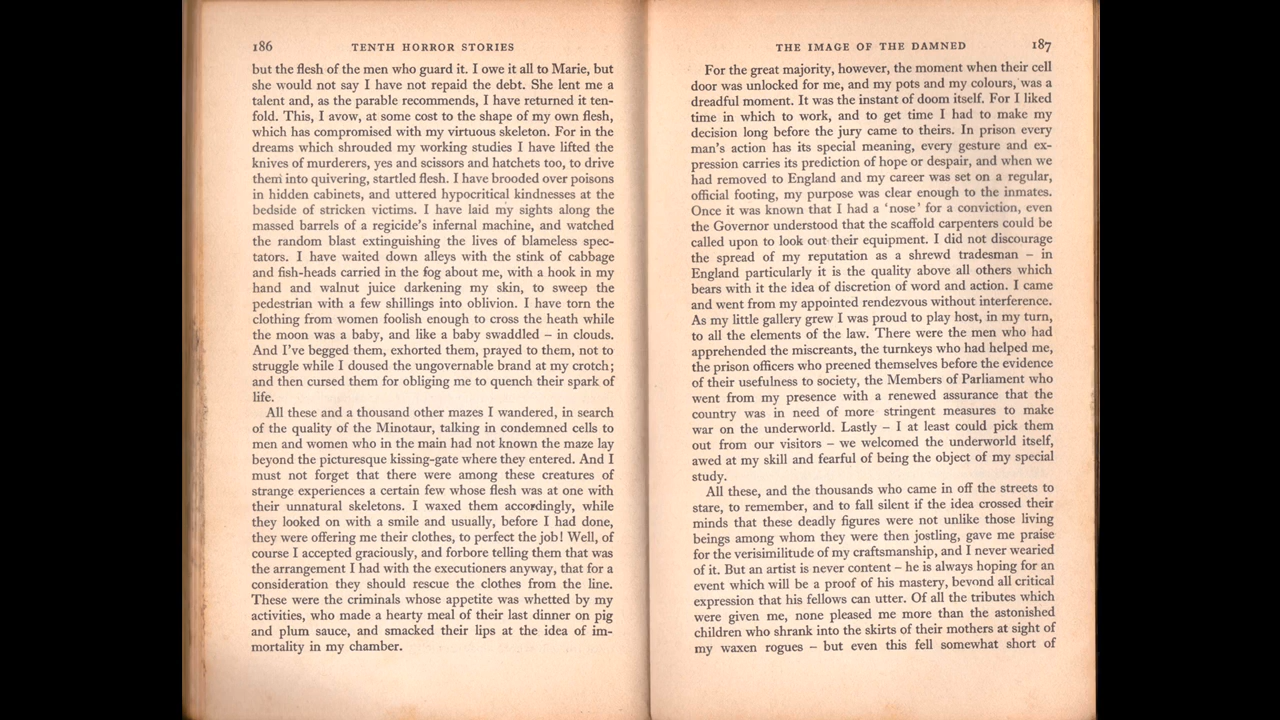 186
TENTH HORROR STORIES
but the flesh of the men who guard it. I owe it all to Marie, but
she would not say I have not repaid the debt. She lent me a
talent and, as the parable recommends, I have returned it ten-
fold. This, I avow, at some cost to the shape of my own flesh,
which has compromised with my virtuous skeleton. For in the
dreams which shrouded my working studies I have lifted the
knives of murderers, yes and scissors and hatchets too, to drive
them into quivering, startled flesh. I have brooded over poisons
in hidden cabinets, and uttered hypocritical kindnesses at the
bedside of stricken victims. I have laid my sights along the
massed barrels of a regicide's infernal machine, and watched
the random blast extinguishing the lives of blameless spec-
tators. I have waited down alleys with the stink of cabbage
and fish-heads carried in the fog about me, with a hook in my
hand and walnut juice darkening my skin, to sweep the
pedestrian with a few shillings into oblivion. I have torn the
clothing from women foolish enough to cross the heath while
the moon was a baby, and like a baby swaddled – in clouds.
And I've begged them, exhorted them, prayed to them, not to
struggle while I doused the ungovernable brand at my crotch;
and then cursed them for obliging me to quench their spark of
life.
All these and a thousand other mazes I wandered, in search
of the quality of the Minotaur, talking in condemned cells to
men and women who in the main had not known the maze lay
beyond the picturesque kissing-gate where they entered. And I
must not forget that there were among these creatures of
strange experiences a certain few whose flesh was at one with
their unnatural skeletons. I waxed them accordingly, while
they looked on with a smile and usually, before I had done,
they were offering me their clothes, to perfect the job! Well, of
course I accepted graciously, and forbore telling them that was
the arrangement I had with the executioners anyway, that for a
consideration they should rescue the clothes from the line.
These were the criminals whose appetite was whetted by my
activities, who made a hearty meal of their last dinner on pig
and plum sauce, and smacked their lips at the idea of im-
mortality in my chamber.
THE IMAGE OF THE DAMNED
187
For the great majority, however, the moment when their cell
door was unlocked for me, and my pots and my colours, was a
dreadful moment. It was the instant of doom itself. For I liked
time in which to work, and to get time I had to make my
decision long before the jury came to theirs. In prison every
man's action has its special meaning, every gesture and ex-
pression carries its prediction of hope or despair, and when we
had removed to England and my career was set on a regular,
official footing, my purpose was clear enough to the inmates.
Once it was known that I had a 'nose' for a conviction, even
the Governor understood that the scaffold carpenters could be
called upon to look out their equipment. I did not discourage
the spread of my reputation as a shrewd tradesman – in
England particularly it is the quality above all others which
bears with it the idea of discretion of word and action. I came
and went from my appointed rendezvous without interference.
As my little gallery grew I was proud to play host, in my turn,
to all the elements of the law. There were the men who had
apprehended the miscreants, the turnkeys who had helped me,
the prison officers who preened themselves before the evidence
of their usefulness to society, the Members of Parliament who
went from my presence with a renewed assurance that the
country was in need of more stringent measures to make
war on the underworld. Lastly – I at least could pick them
out from our visitors – we welcomed the underworld itself,
awed at my skill and fearful of being the object of my special
study.
All these, and the thousands who came in off the streets to
stare, to remember, and to fall silent if the idea crossed their
minds that these deadly figures were not unlike those living
beings among whom they were then jostling, gave me praise
for the verisimilitude of my craftsmanship, and I never wearied
of it. But an artist is never content – he is always hoping for an
event which will be a proof of his mastery, beyond all critical
expression that his fellows can utter. Of all the tributes which
were given me, none pleased me more than the astonished
children who shrank into the skirts of their mothers at sight of
my waxen rogues – but even this fell somewhat short of